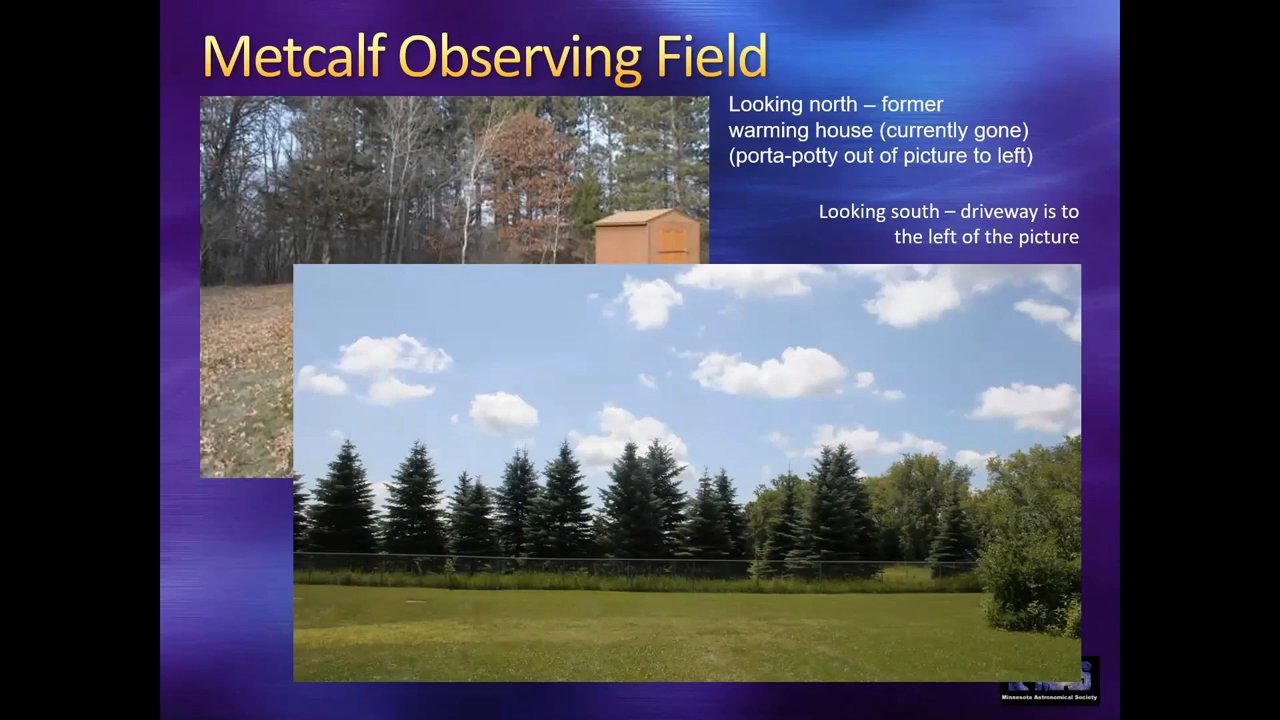 Metcalf Observing Field
Looking north – former
warming house (currently gone)
(porta-potty out of picture to left)
Looking south – driveway is to
the left of the picture
Minnesota Astronomical Society